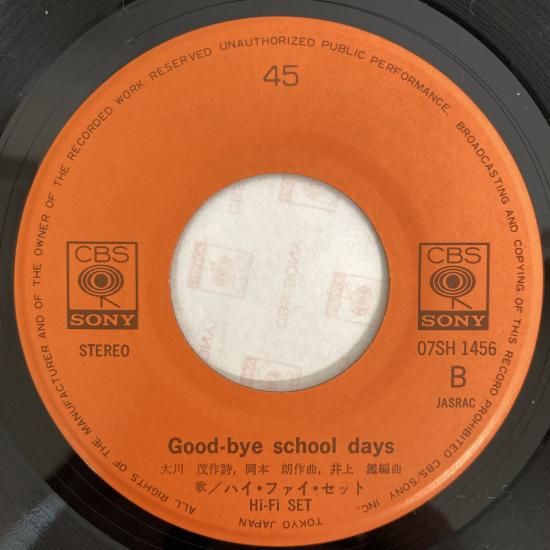 ALL RIGHTS OF THE MANUFACTURER AND OF THE OWNER OF THE RECORDED WORK RESERVED UNAUTHORIZED PUBLIC PERFORMANCE BROADCASTING AND COPYING OF THIS RECORD PROHIBITED CBS/SONY INC.
TOKYO JAPAN
45
CBS
SONY
CBS
SONY
STEREO
07SH 1456
B
JASRAC
CBS SONY
Good-bye school days
大川 茂作詩, 岡本 朗作曲, 井上 鑑編曲
歌/ハイ・ファイ・セット
Hi-Fi SET